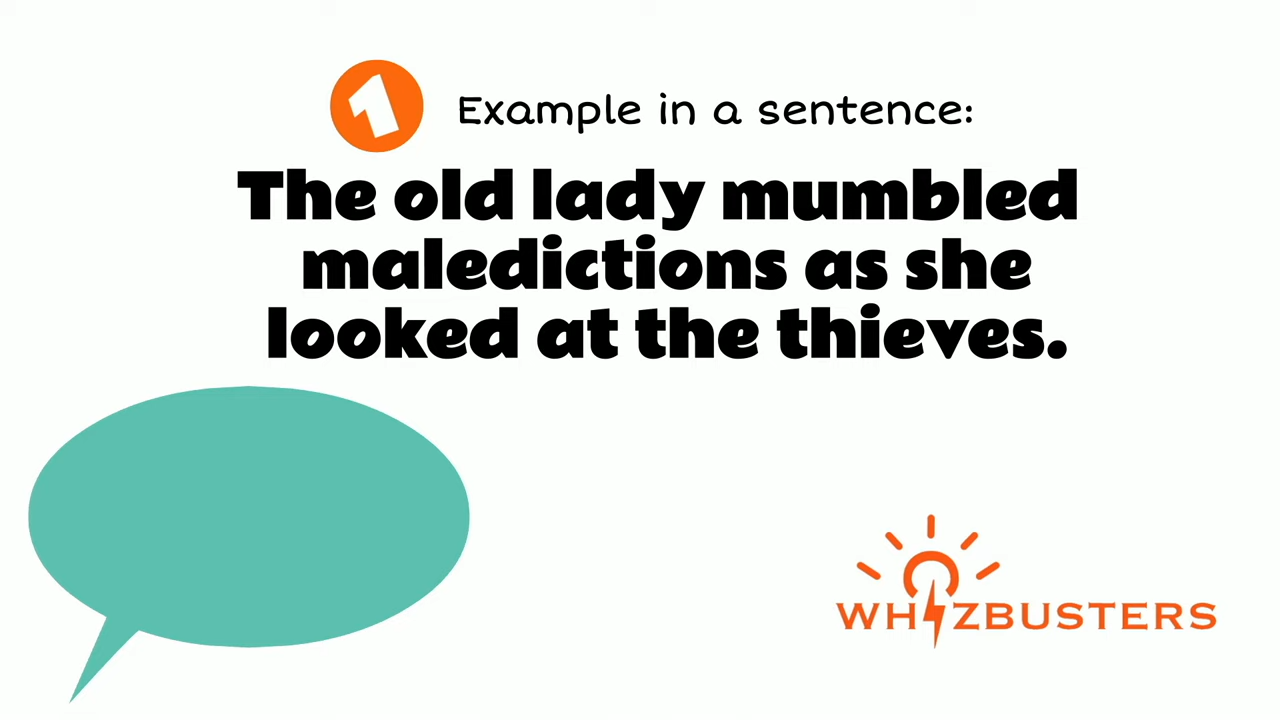 1 Example in a sentence:
The old lady mumbled
maledictions as she
looked at the thieves.
WHIZBUSTERS